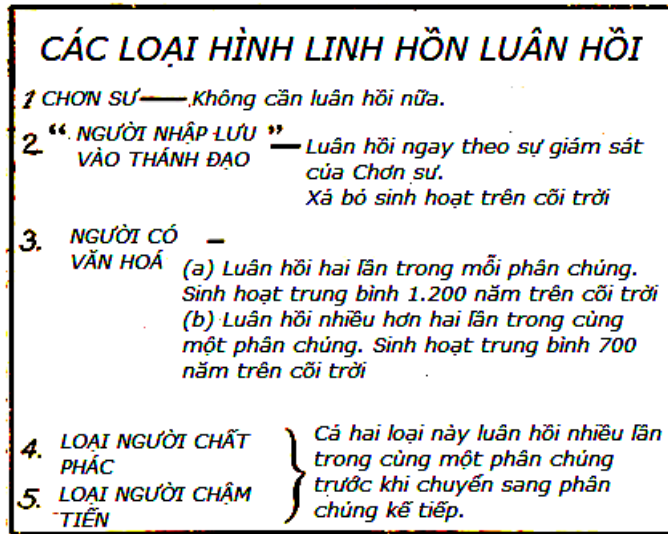 CÁC LOẠI HÌNH LINH HỒN LUÂN HỒI
1 CHƠN SƯ — Không cần luân hồi nữa.
2. “ NGƯỜI NHẬP LƯU ” — Luân hồi ngay theo sự giám sát
VÀO THÁNH ĐẠO
của Chơn sư.
Xả bỏ sinh hoạt trên cõi trời
3. NGƯỜI CÓ —
VĂN HOÁ
(a) Luân hồi hai lần trong mỗi phân chúng.
Sinh hoạt trung bình 1.200 năm trên cõi trời
(b) Luân hồi nhiều hơn hai lần trong cùng
một phân chúng. Sinh hoạt trung bình 700
năm trên cõi trời
4. LOẠI NGƯỜI CHẤT
PHÁC
5. LOẠI NGƯỜI CHẬM
TIẾN
Cả hai loại này luân hồi nhiều lần
trong cùng một phân chúng
trước khi chuyển sang phân
chúng kế tiếp.